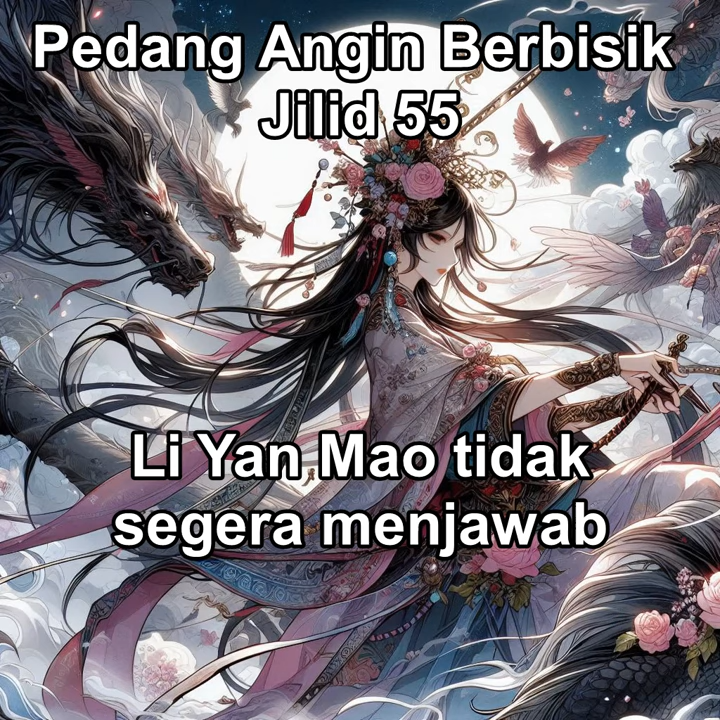 Pedang Angin Berbisik
Jilid 55
Li Yan Mao tidak
segera menjawab